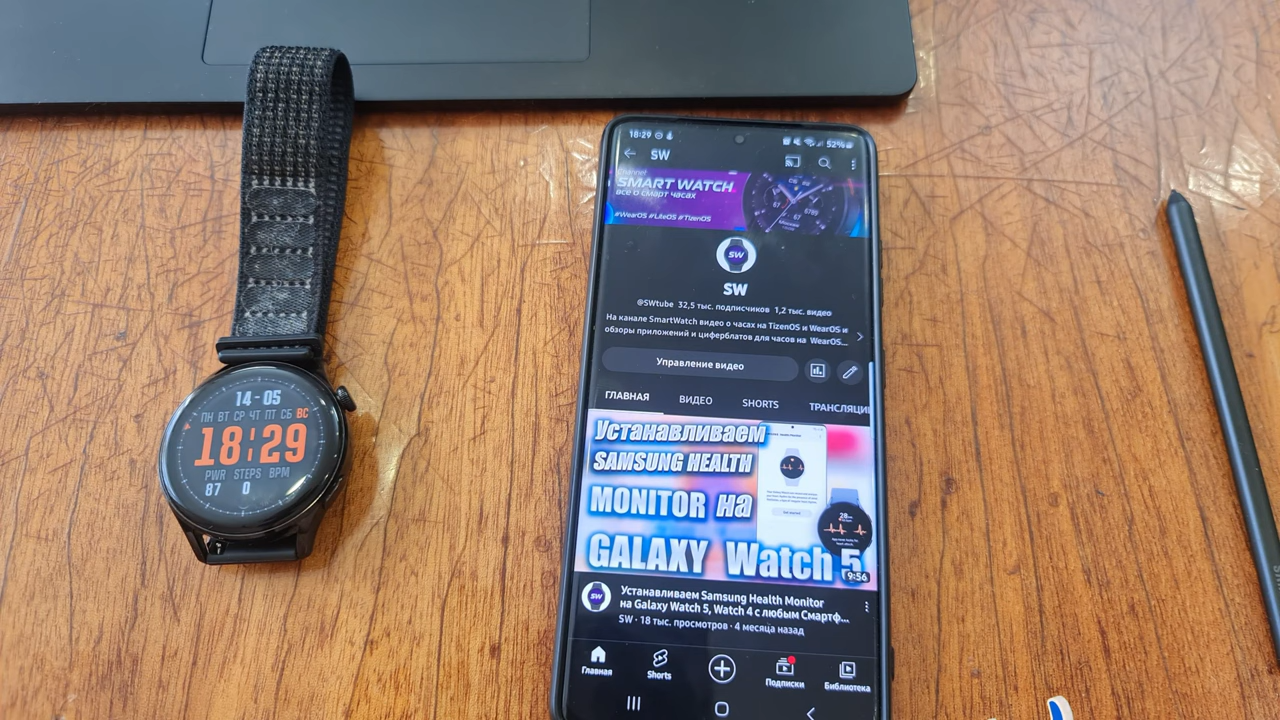 14-05
ПН ВТ СР ЧТ ПТ СБ ВС
18:29
PWR STEPS BPM
87 0
18:29 52%
SW
Channel
SMART WATCH
все о смарт часах
#WearOS #LiteOS #TizenOS
SW
SW
@SWtube 32,5 тыс. подписчиков 1,2 тыс. видео
На канале SmartWatch видео о часах на TizenOS и WearOS и
обзоры приложений и циферблатов для часов на WearOS...
Управление видео
ГЛАВНАЯ ВИДЕО SHORTS ТРАНСЛЯЦИИ
Устанавливаем
SAMSUNG HEALTH
MONITOR на
GALAXY Watch 5
28
9:56
SW
Устанавливаем Samsung Health Monitor
на Galaxy Watch 5, Watch 4 с любым Смартф...
SW · 18 тыс. просмотров · 4 месяца назад
Главная Shorts Подписки Библиотека